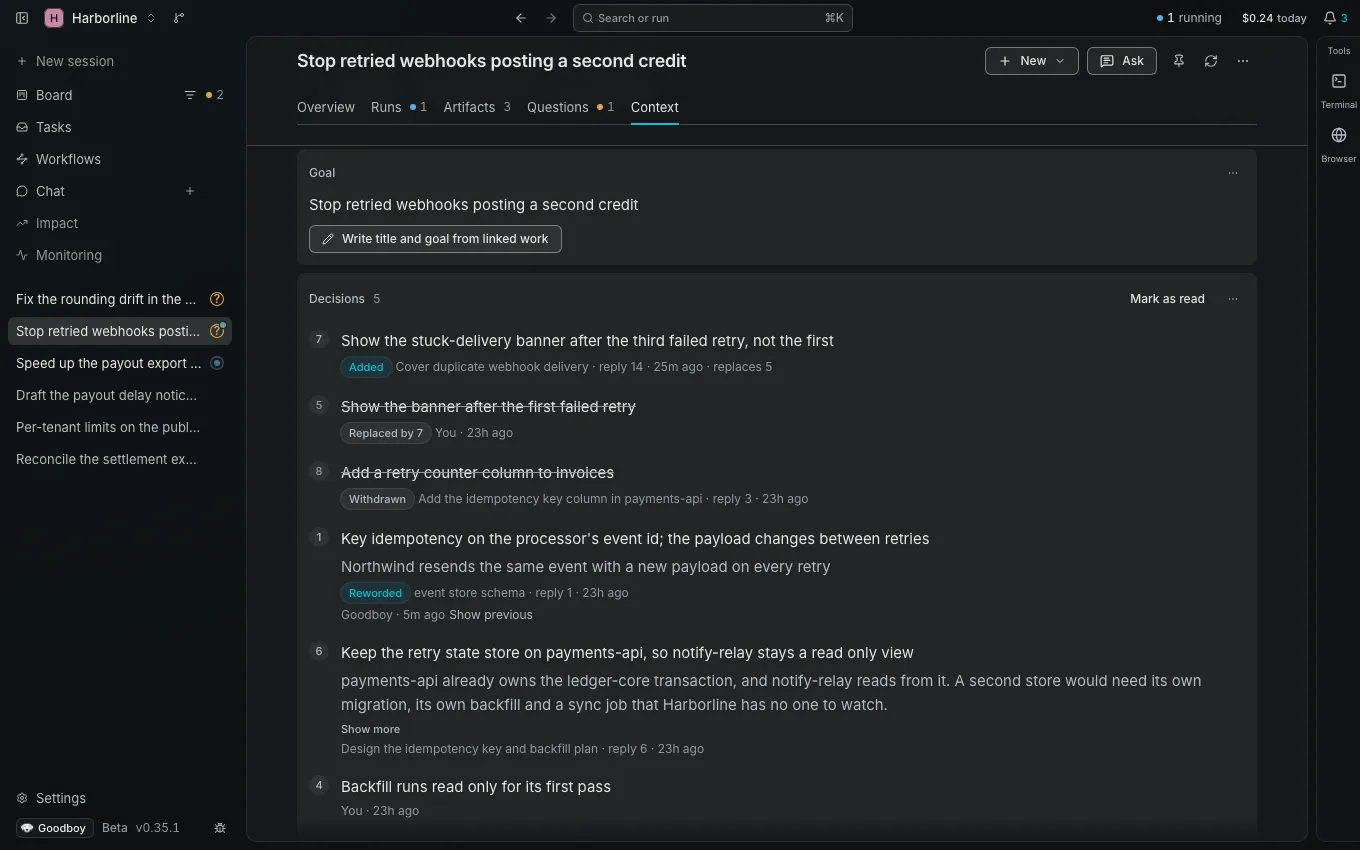 H Harborline
Search or run ⌘K
1 running
$0.24 today
3
New session
Board 2
Tasks
Workflows
Chat
Impact
Monitoring
Fix the rounding drift in the ...
Stop retried webhooks posti...
Speed up the payout export ...
Draft the payout delay notic...
Per-tenant limits on the publ...
Reconcile the settlement ex...
Settings
Goodboy Beta v0.35.1
Stop retried webhooks posting a second credit
New
Ask
Overview Runs 1 Artifacts 3 Questions 1 Context
Goal
Stop retried webhooks posting a second credit
Write title and goal from linked work
Decisions 5
Mark as read
7 Show the stuck-delivery banner after the third failed retry, not the first
Added Cover duplicate webhook delivery · reply 14 · 25m ago · replaces 5
5 Show the banner after the first failed retry
Replaced by 7 You · 23h ago
8 Add a retry counter column to invoices
Withdrawn Add the idempotency key column in payments-api · reply 3 · 23h ago
1 Key idempotency on the processor's event id; the payload changes between retries
Northwind resends the same event with a new payload on every retry
Reworded event store schema · reply 1 · 23h ago
Goodboy · 5m ago Show previous
6 Keep the retry state store on payments-api, so notify-relay stays a read only view
payments-api already owns the ledger-core transaction, and notify-relay reads from it. A second store would need its own
migration, its own backfill and a sync job that Harborline has no one to watch.
Show more
Design the idempotency key and backfill plan · reply 6 · 23h ago
4 Backfill runs read only for its first pass
You · 23h ago
Tools
Terminal
Browser